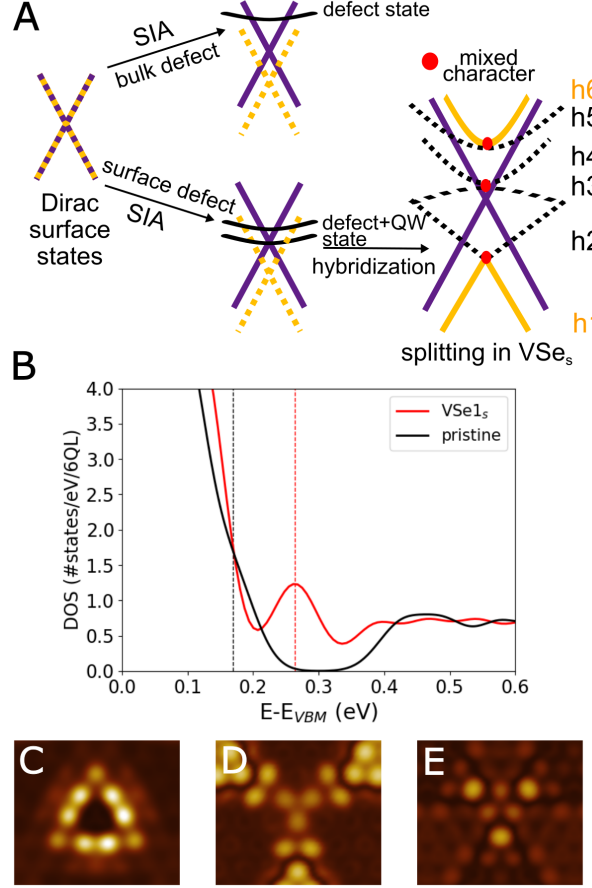 A
SIA
bulk defect
defect state
mixed
character
surface defect
SIA
Dirac
surface
states
defect+QW
state
hybridization
h5
h4
h3
h2
splitting in VSeₛ
B
4.0
3.5
3.0
2.5
2.0
1.5
1.0
0.5
0.0
DOS (#states/eV/6QL)
VSe1ₛ
pristine
0.0 0.1 0.2 0.3 0.4 0.5 0.6
E-E_VBM (eV)
C D E